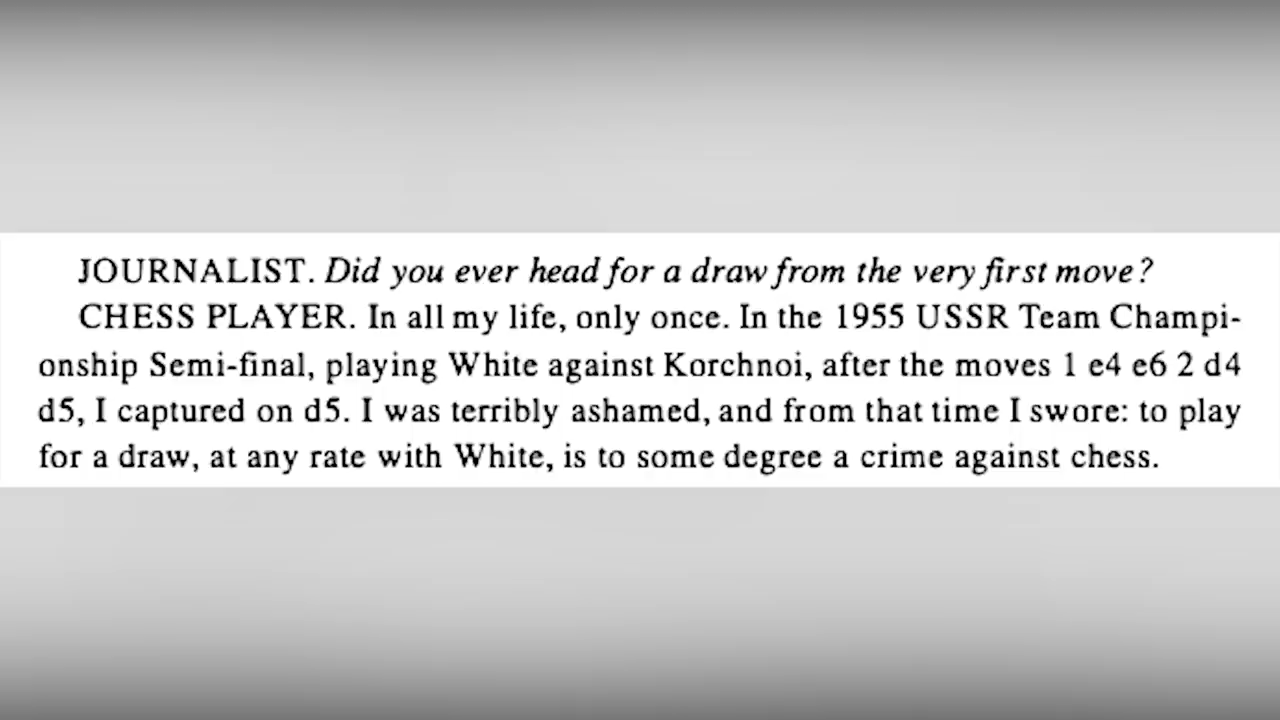 JOURNALIST. Did you ever head for a draw from the very first move?
CHESS PLAYER. In all my life, only once. In the 1955 USSR Team Champi-
onship Semi-final, playing White against Korchnoi, after the moves 1 e4 e6 2 d4
d5, I captured on d5. I was terribly ashamed, and from that time I swore: to play
for a draw, at any rate with White, is to some degree a crime against chess.